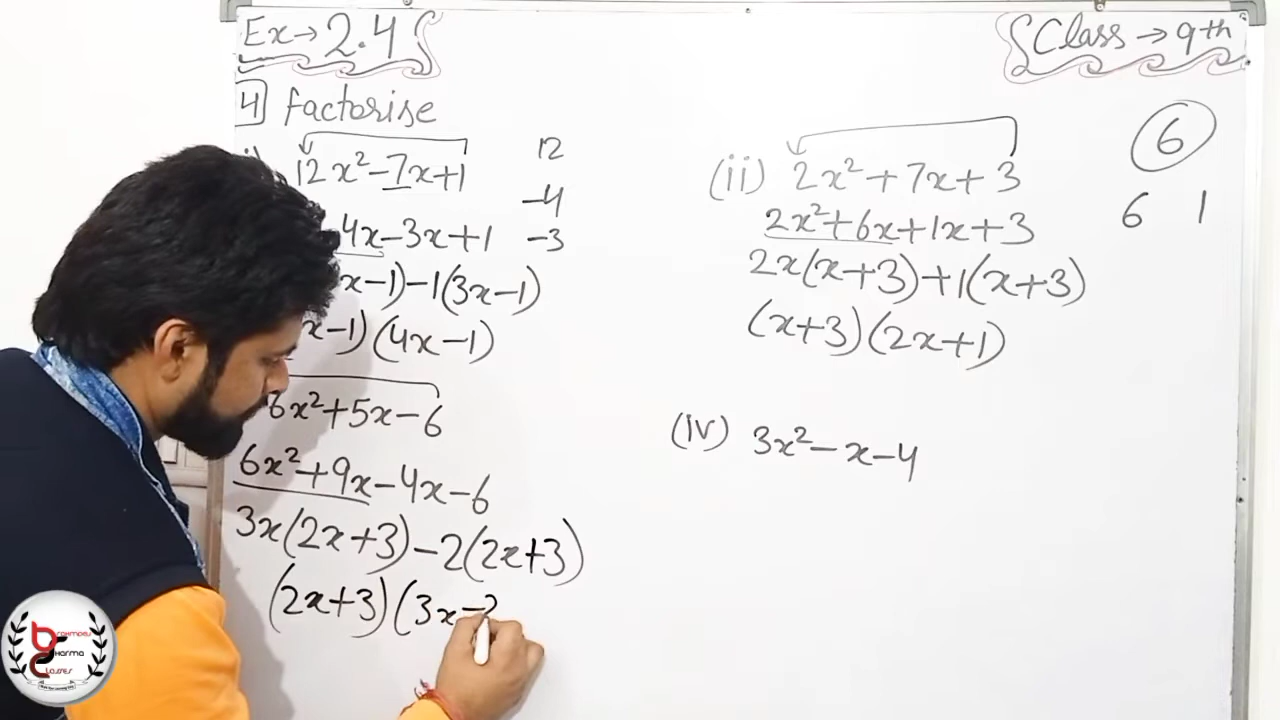 Ex→2.4
Class → 9th
4 factorise
12x²-7x+1
12
-4
-3
4x-3x+1
x-1)-1(3x-1)
x-1)(4x-1)
(ii) 2x²+7x+3
6
6 1
2x²+6x+1x+3
2x(x+3)+1(x+3)
(x+3)(2x+1)
6x²+5x-6
6x²+9x-4x-6
3x(2x+3)-2(2x+3)
(2x+3)(3x-2
(iv) 3x²-x-4